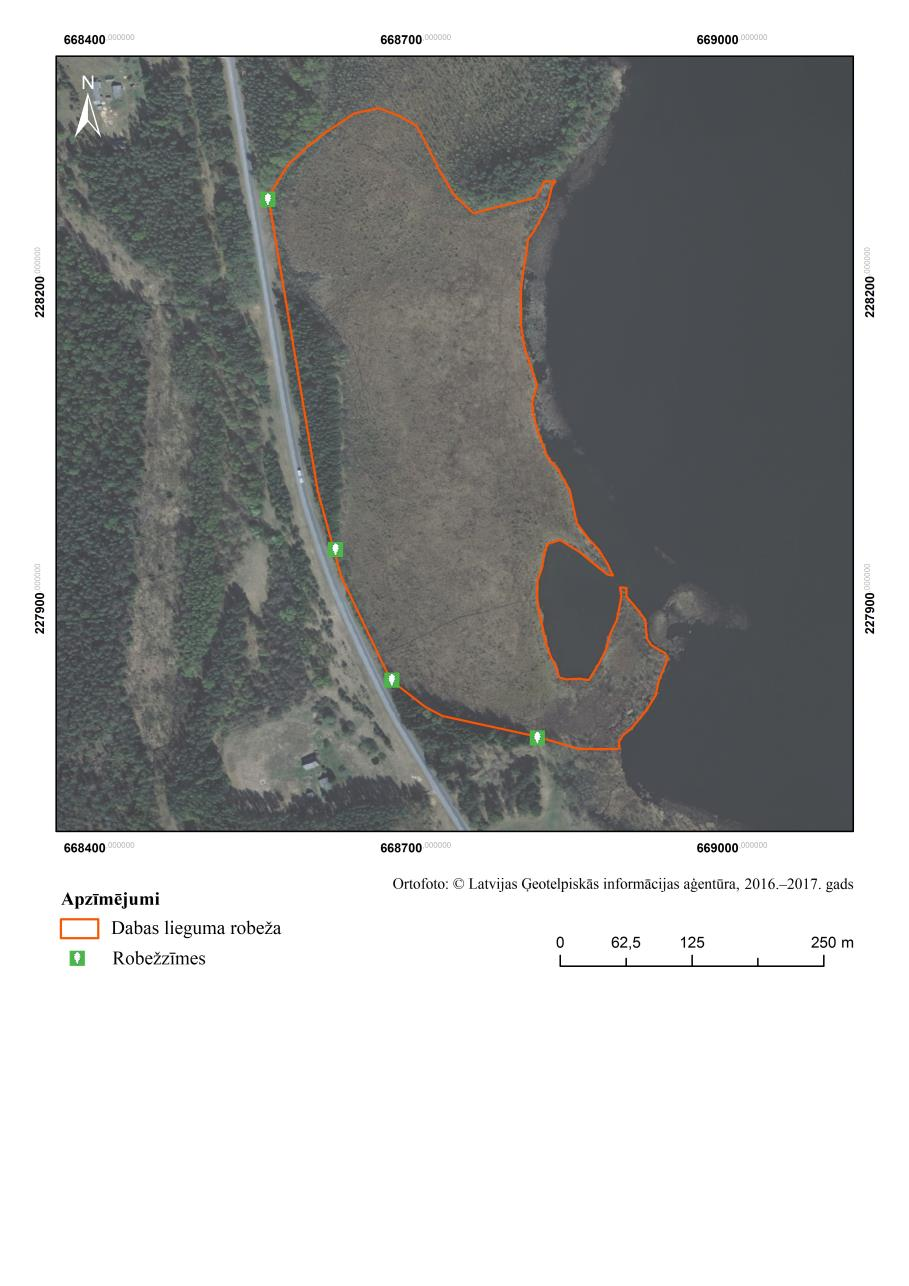 668400.000000 668700.000000 669000.000000
N
228200.000000
228200.000000
227900.000000
227900.000000
668400.000000 668700.000000 669000.000000
Ortofoto: © Latvijas Ģeotelpiskās informācijas aģentūra, 2016.–2017. gads
Apzīmējumi
Dabas lieguma robeža
Robežzīmes
0 62,5 125 250 m